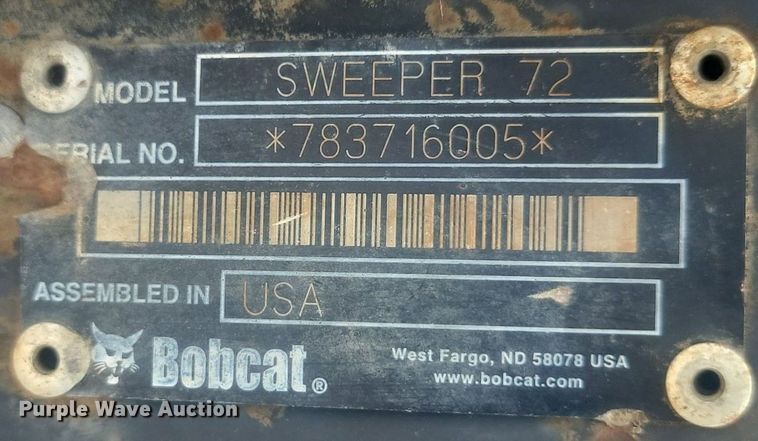 MODEL SWEEPER 72
SERIAL NO. *783716005*
ASSEMBLED IN USA
Bobcat® West Fargo, ND 58078 USA
www.bobcat.com
Purple Wave Auction